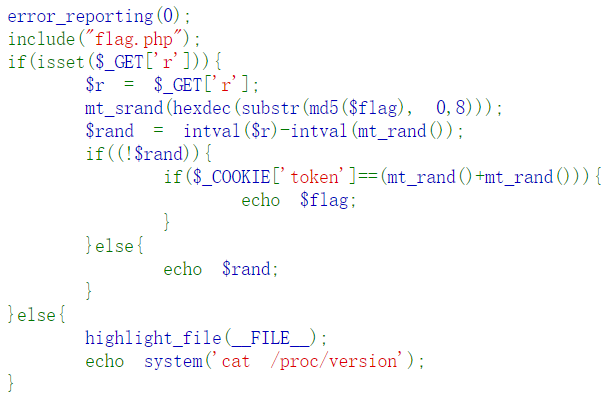 error_reporting(0);
include("flag.php");
if(isset($_GET['r'])){
$r = $_GET['r'];
mt_srand(hexdec(substr(md5($flag), 0,8)));
$rand = intval($r)-intval(mt_rand());
if((!$rand)){
if($_COOKIE['token']==(mt_rand()+mt_rand())){
echo $flag;
}
}else{
echo $rand;
}
}else{
highlight_file(__FILE__);
echo system('cat /proc/version');
}